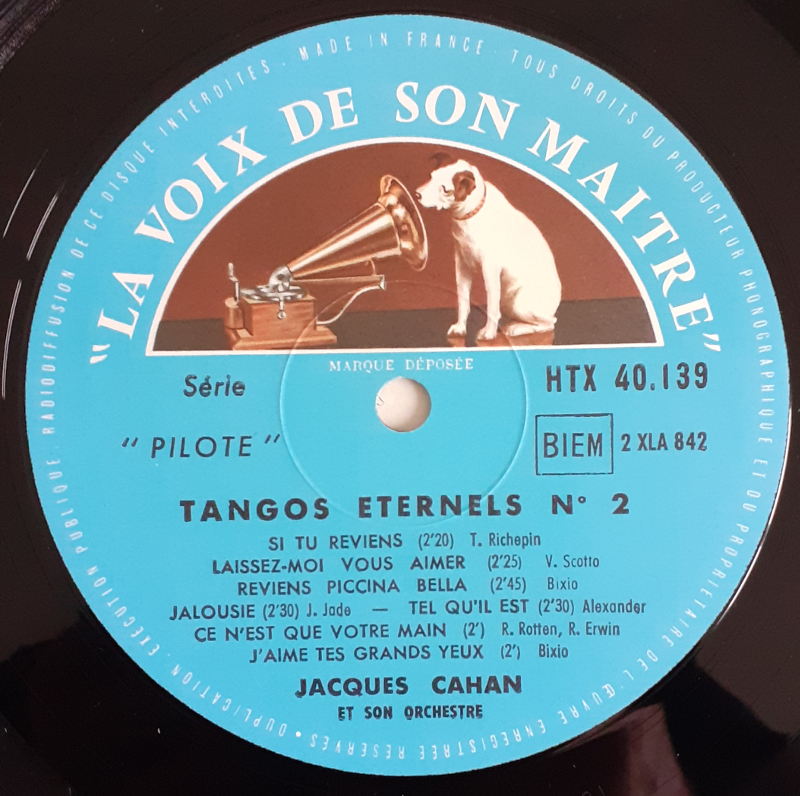 MADE IN FRANCE · TOUS DROITS DU PRODUCTEUR PHONOGRAPHIQUE ET DU PROPRIÉTAIRE DE L'ŒUVRE ENREGISTRÉE RÉSERVÉS • DUPLICATION, EXÉCUTION PUBLIQUE, RADIODIFFUSION DE CE DISQUE INTERDITES.
"LA VOIX DE SON MAITRE"
MARQUE DÉPOSÉE
Série
"PILOTE"
HTX 40.139
BIEM 2 XLA 842
TANGOS ETERNELS N° 2
SI TU REVIENS (2'20) T. Richepin
LAISSEZ-MOI VOUS AIMER (2'25) V. Scotto
REVIENS PICCINA BELLA (2'45) Bixio
JALOUSIE (2'30) J. Jade — TEL QU'IL EST (2'30) Alexander
CE N'EST QUE VOTRE MAIN (2') R. Rotten, R. Erwin
J'AIME TES GRANDS YEUX (2') Bixio
JACQUES CAHAN
ET SON ORCHESTRE